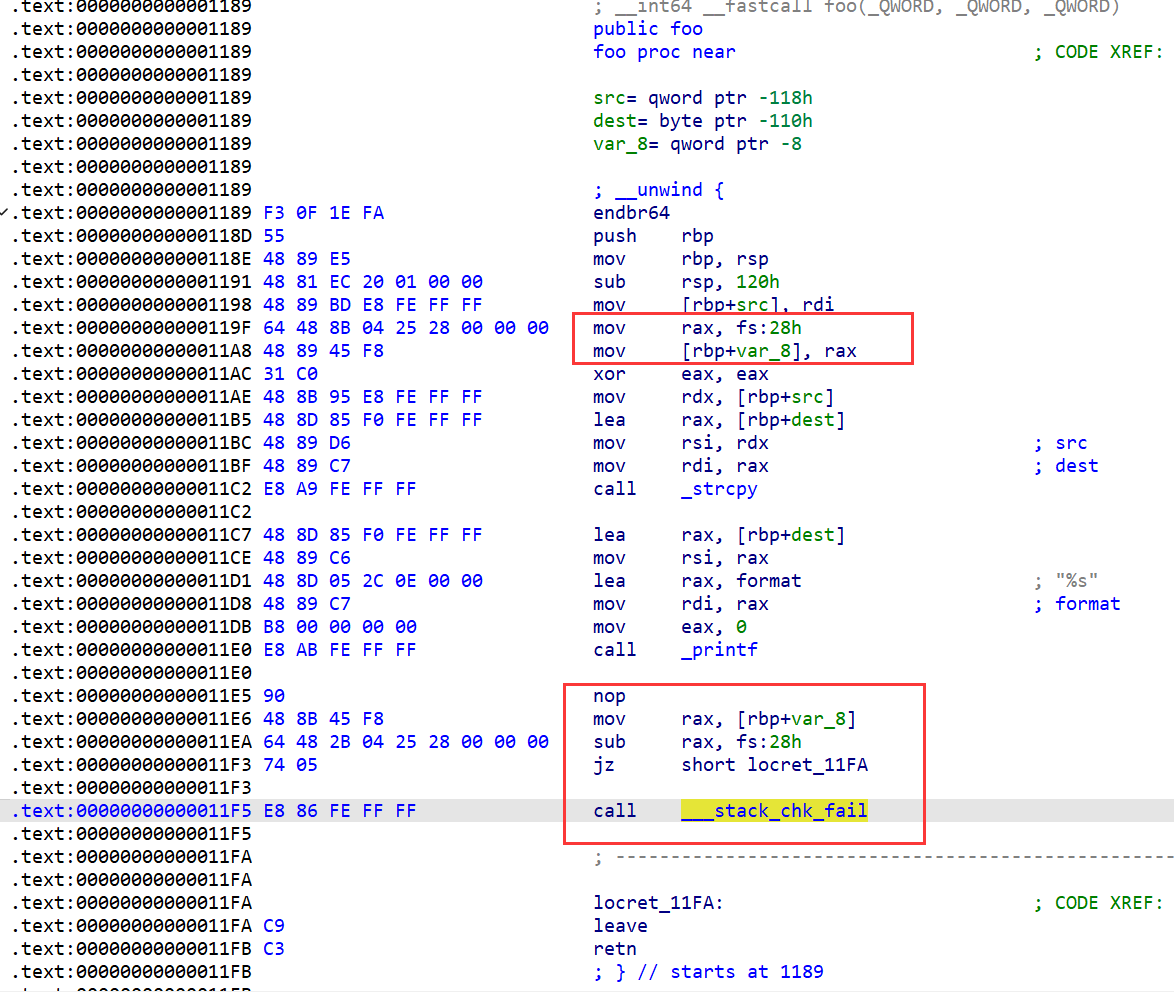 .text:0000000000001189 ; __int64 __fastcall foo(_QWORD, _QWORD, _QWORD)
.text:0000000000001189 public foo
.text:0000000000001189 foo proc near ; CODE XREF:
.text:0000000000001189
.text:0000000000001189 src= qword ptr -118h
.text:0000000000001189 dest= byte ptr -110h
.text:0000000000001189 var_8= qword ptr -8
.text:0000000000001189
.text:0000000000001189 ; __unwind {
.text:0000000000001189 F3 0F 1E FA endbr64
.text:000000000000118D 55 push rbp
.text:000000000000118E 48 89 E5 mov rbp, rsp
.text:0000000000001191 48 81 EC 20 01 00 00 sub rsp, 120h
.text:0000000000001198 48 89 BD E8 FE FF FF mov [rbp+src], rdi
.text:000000000000119F 64 48 8B 04 25 28 00 00 00 mov rax, fs:28h
.text:00000000000011A8 48 89 45 F8 mov [rbp+var_8], rax
.text:00000000000011AC 31 C0 xor eax, eax
.text:00000000000011AE 48 8B 95 E8 FE FF FF mov rdx, [rbp+src]
.text:00000000000011B5 48 8D 85 F0 FE FF FF lea rax, [rbp+dest]
.text:00000000000011BC 48 89 D6 mov rsi, rdx ; src
.text:00000000000011BF 48 89 C7 mov rdi, rax ; dest
.text:00000000000011C2 E8 A9 FE FF FF call _strcpy
.text:00000000000011C2
.text:00000000000011C7 48 8D 85 F0 FE FF FF lea rax, [rbp+dest]
.text:00000000000011CE 48 89 C6 mov rsi, rax
.text:00000000000011D1 48 8D 05 2C 0E 00 00 lea rax, format ; "%s"
.text:00000000000011D8 48 89 C7 mov rdi, rax ; format
.text:00000000000011DB B8 00 00 00 00 mov eax, 0
.text:00000000000011E0 E8 AB FE FF FF call _printf
.text:00000000000011E0
.text:00000000000011E5 90 nop
.text:00000000000011E6 48 8B 45 F8 mov rax, [rbp+var_8]
.text:00000000000011EA 64 48 2B 04 25 28 00 00 00 sub rax, fs:28h
.text:00000000000011F3 74 05 jz short locret_11FA
.text:00000000000011F3
.text:00000000000011F5 E8 86 FE FF FF call ___stack_chk_fail
.text:00000000000011F5
.text:00000000000011FA ; ---------------------------------------------------
.text:00000000000011FA
.text:00000000000011FA locret_11FA: ; CODE XREF:
.text:00000000000011FA C9 leave
.text:00000000000011FB C3 retn
.text:00000000000011FB ; } // starts at 1189